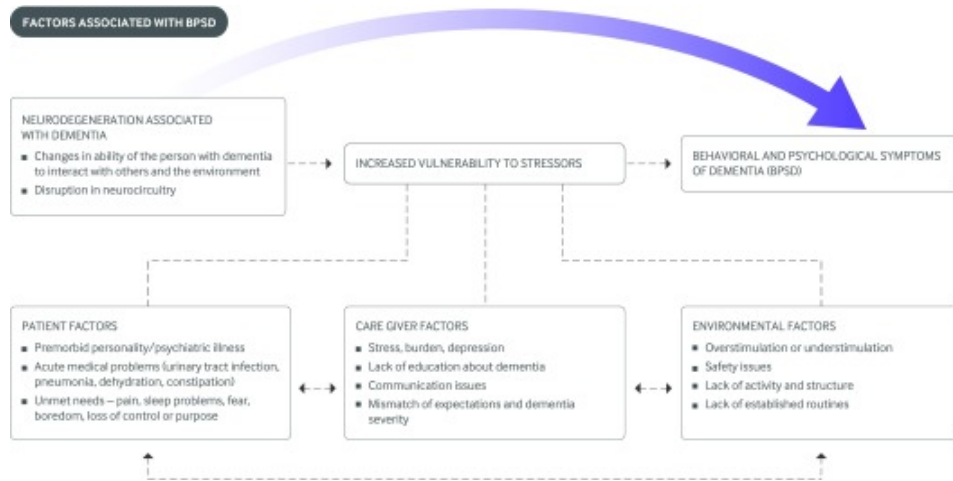 FACTORS ASSOCIATED WITH BPSD
NEURODEGENERATION ASSOCIATED
WITH DEMENTIA
▪ Changes in ability of the person with dementia
to interact with others and the environment
▪ Disruption in neurocircuitry
INCREASED VULNERABILITY TO STRESSORS
BEHAVIORAL AND PSYCHOLOGICAL SYMPTOMS
OF DEMENTIA (BPSD)
PATIENT FACTORS
▪ Premorbid personality/psychiatric illness
▪ Acute medical problems (urinary tract infection,
pneumonia, dehydration, constipation)
▪ Unmet needs – pain, sleep problems, fear,
boredom, loss of control or purpose
CARE GIVER FACTORS
▪ Stress, burden, depression
▪ Lack of education about dementia
▪ Communication issues
▪ Mismatch of expectations and dementia
severity
ENVIRONMENTAL FACTORS
▪ Overstimulation or understimulation
▪ Safety issues
▪ Lack of activity and structure
▪ Lack of established routines